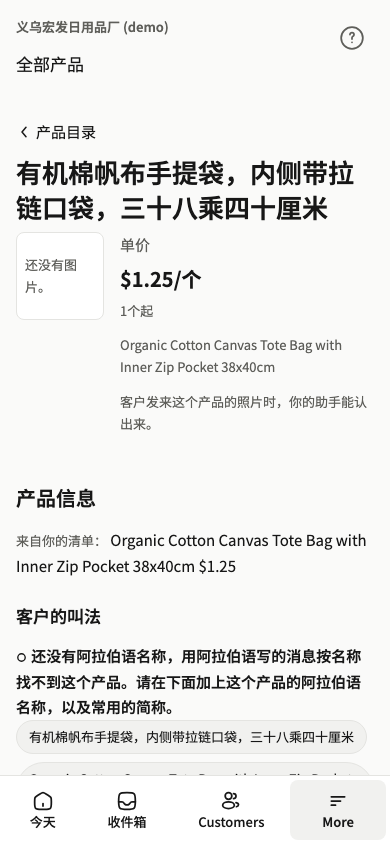 义乌宏发日用品厂 (demo)
全部产品
产品目录
有机棉帆布手提袋，内侧带拉
链口袋，三十八乘四十厘米
还没有图
片。
单价
$1.25/个
1个起
Organic Cotton Canvas Tote Bag with
Inner Zip Pocket 38x40cm
客户发来这个产品的照片时，你的助手能认
出来。
产品信息
来自你的清单： Organic Cotton Canvas Tote Bag with
Inner Zip Pocket 38x40cm $1.25
客户的叫法
还没有阿拉伯语名称，用阿拉伯语写的消息按名称
找不到这个产品。请在下面加上这个产品的阿拉伯语
名称，以及常用的简称。
有机棉帆布手提袋，内侧带拉链口袋，三十八乘四十厘米
今天
收件箱
Customers
More